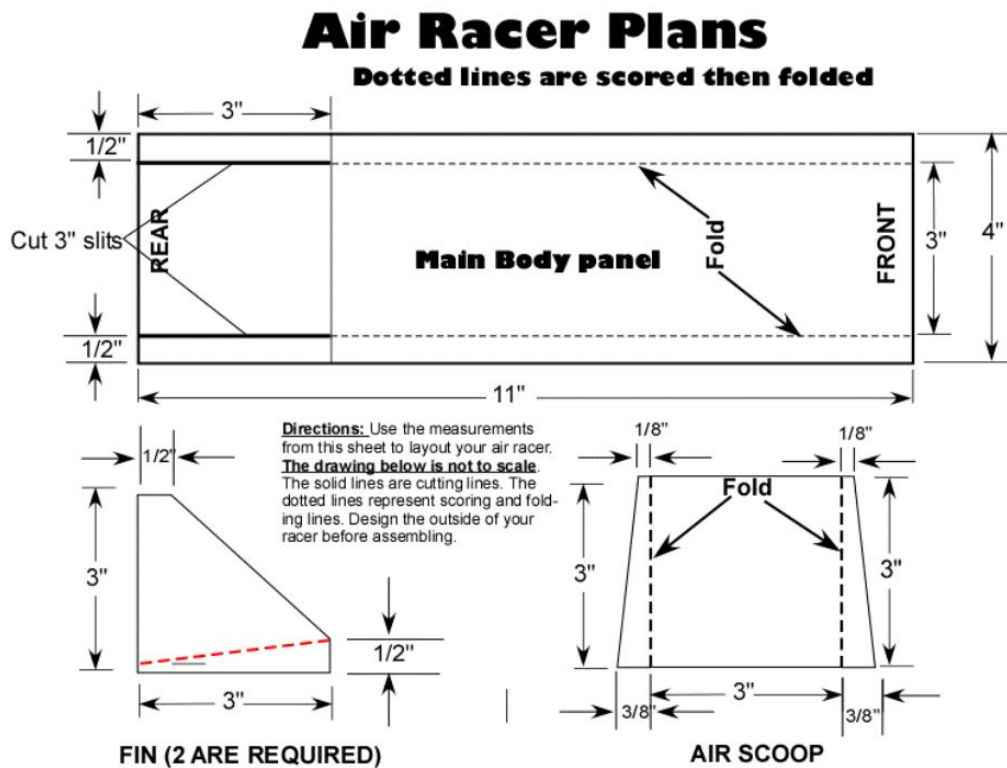 Air Racer Plans
Dotted lines are scored then folded
3"
1/2"
Cut 3" slits
REAR
Main Body panel
Fold
FRONT
3"
4"
1/2"
11"
Directions: Use the measurements
from this sheet to layout your air racer.
The drawing below is not to scale.
The solid lines are cutting lines. The
dotted lines represent scoring and fold-
ing lines. Design the outside of your
racer before assembling.
1/2"
3"
1/2"
3"
FIN (2 ARE REQUIRED)
1/8"
1/8"
Fold
3"
3"
3"
3/8"
3/8"
AIR SCOOP